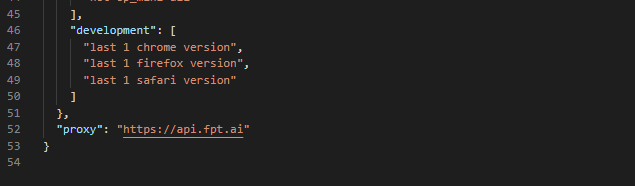 45 ],
46 "development": [
47 "last 1 chrome version",
48 "last 1 firefox version",
49 "last 1 safari version"
50 ]
51 },
52 "proxy": "https://api.fpt.ai"
53 }
54